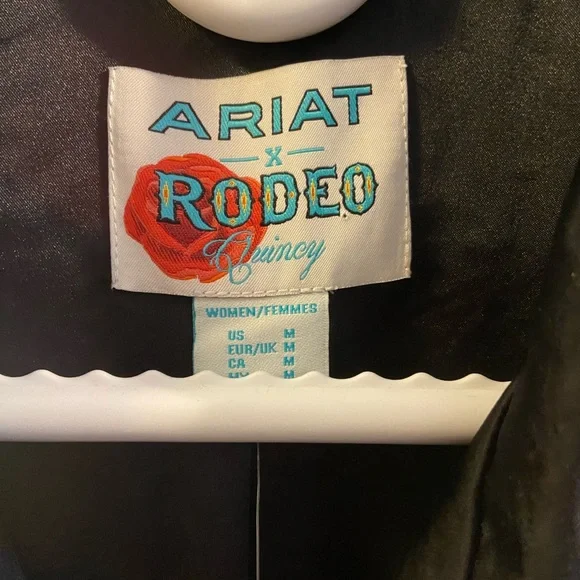 ARIAT
X
RODEO
Quincy
WOMEN/FEMMES
US M
EUR/UK M
CA M